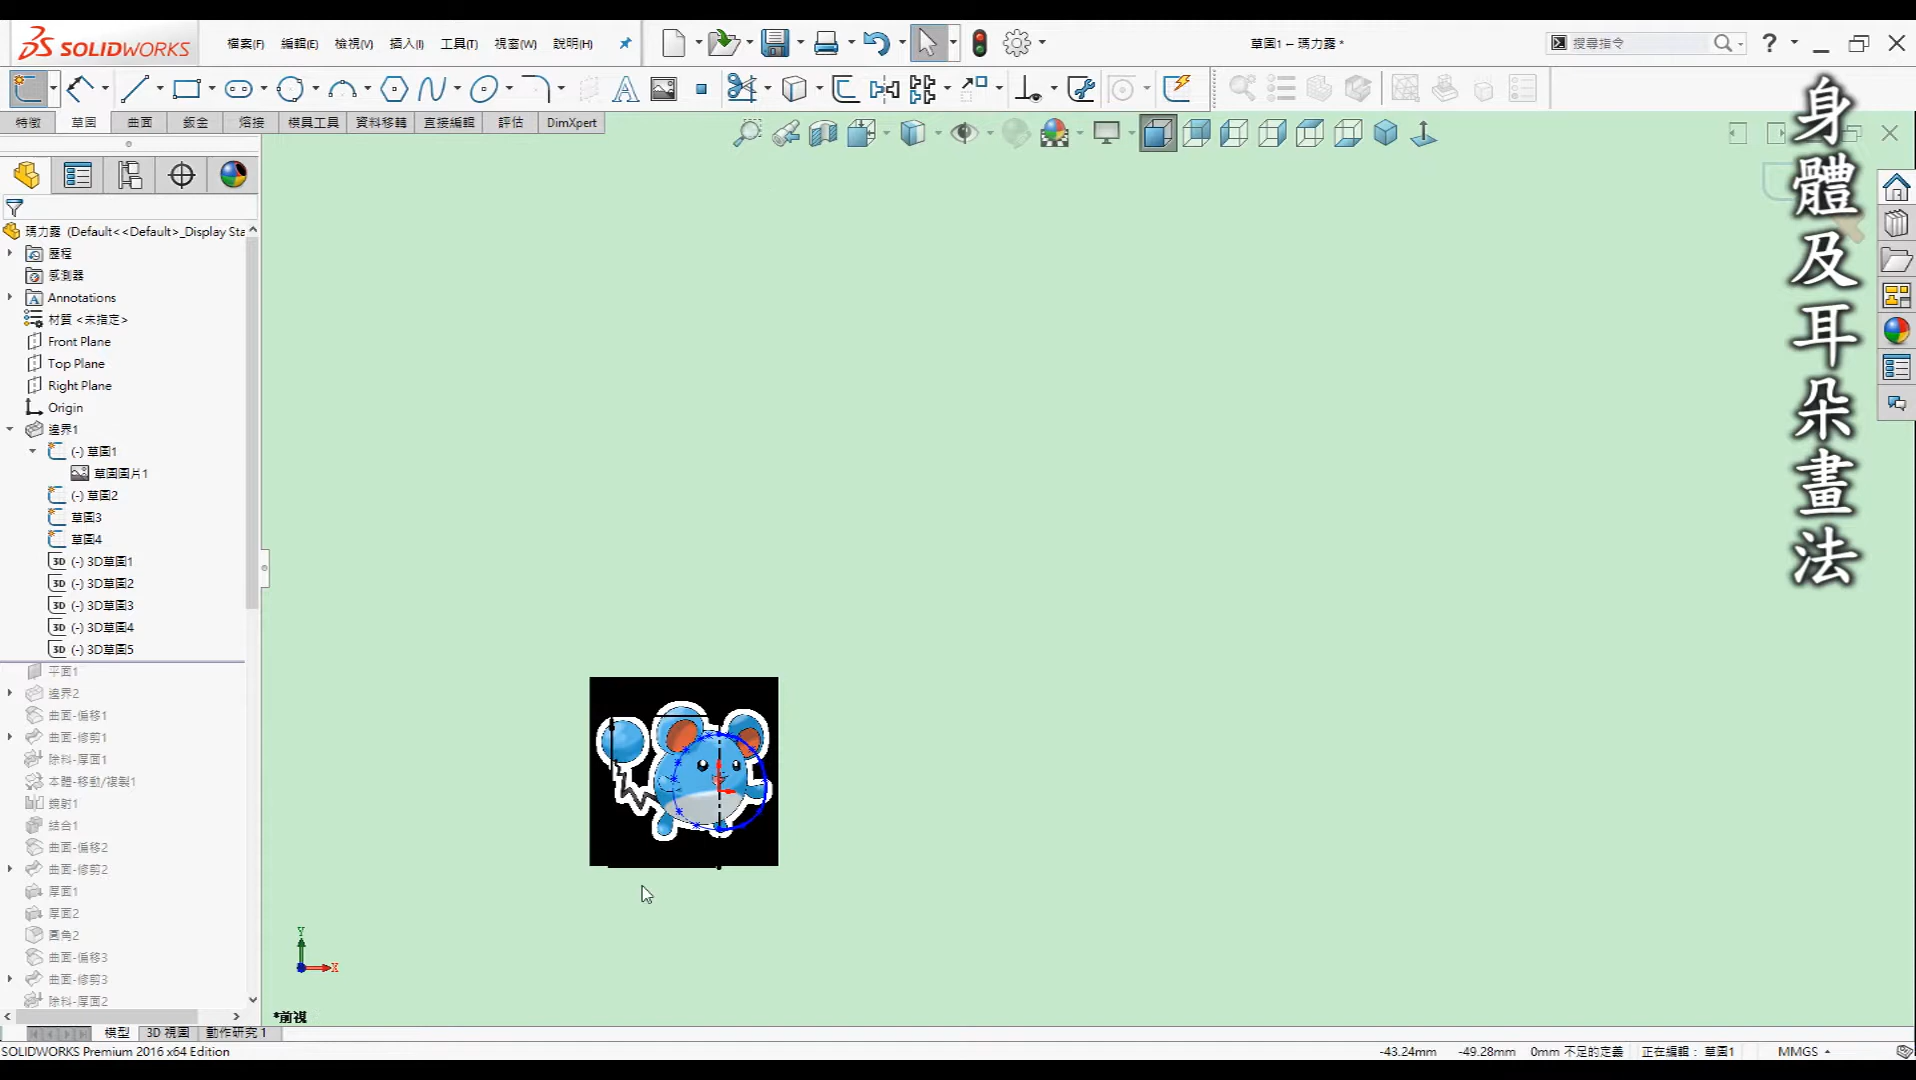 SOLIDWORKS
檔案(F)
編輯(E)
檢視(V)
插入(I)
工具(T)
視窗(W)
說明(H)
草圖1 – 瑪力露 *
搜尋指令
特徵
草圖
曲面
鈑金
熔接
模具工具
資料移轉
直接編輯
評估
DimXpert
身體及耳朵畫法
瑪力露 (Default<<Default>_Display Sta
歷程
感測器
Annotations
材質 <未指定>
Front Plane
Top Plane
Right Plane
Origin
邊界1
(-) 草圖1
草圖圖片1
(-) 草圖2
草圖3
草圖4
3D (-) 3D草圖1
3D (-) 3D草圖2
3D (-) 3D草圖3
3D (-) 3D草圖4
3D (-) 3D草圖5
平面1
邊界2
曲面-偏移1
曲面-修剪1
除料-厚面1
本體-移動/複製1
鏡射1
結合1
曲面-偏移2
曲面-修剪2
厚面1
厚面2
圓角2
曲面-偏移3
曲面-修剪3
除料-厚面2
Y
X
*前視
模型
3D 視圖
動作研究 1
SOLIDWORKS Premium 2016 x64 Edition
-43.24mm
-49.28mm
0mm 不足的定義
正在編輯： 草圖1
MMGS